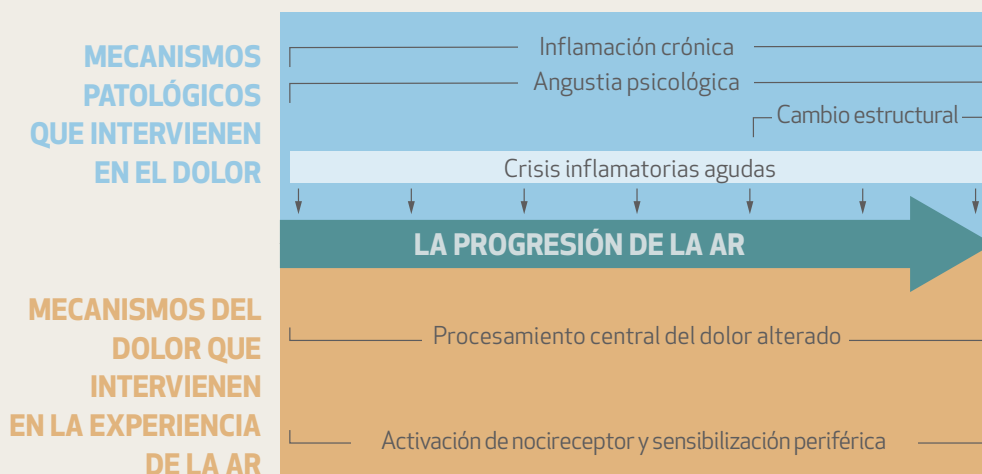 MECANISMOS
PATOLÓGICOS
QUE INTERVIENEN
EN EL DOLOR
Inflamación crónica
Angustia psicológica
Cambio estructural
Crisis inflamatorias agudas
LA PROGRESIÓN DE LA AR
MECANISMOS DEL
DOLOR QUE
INTERVIENEN
EN LA EXPERIENCIA
DE LA AR
Procesamiento central del dolor alterado
Activación de nocireceptor y sensibilización periférica